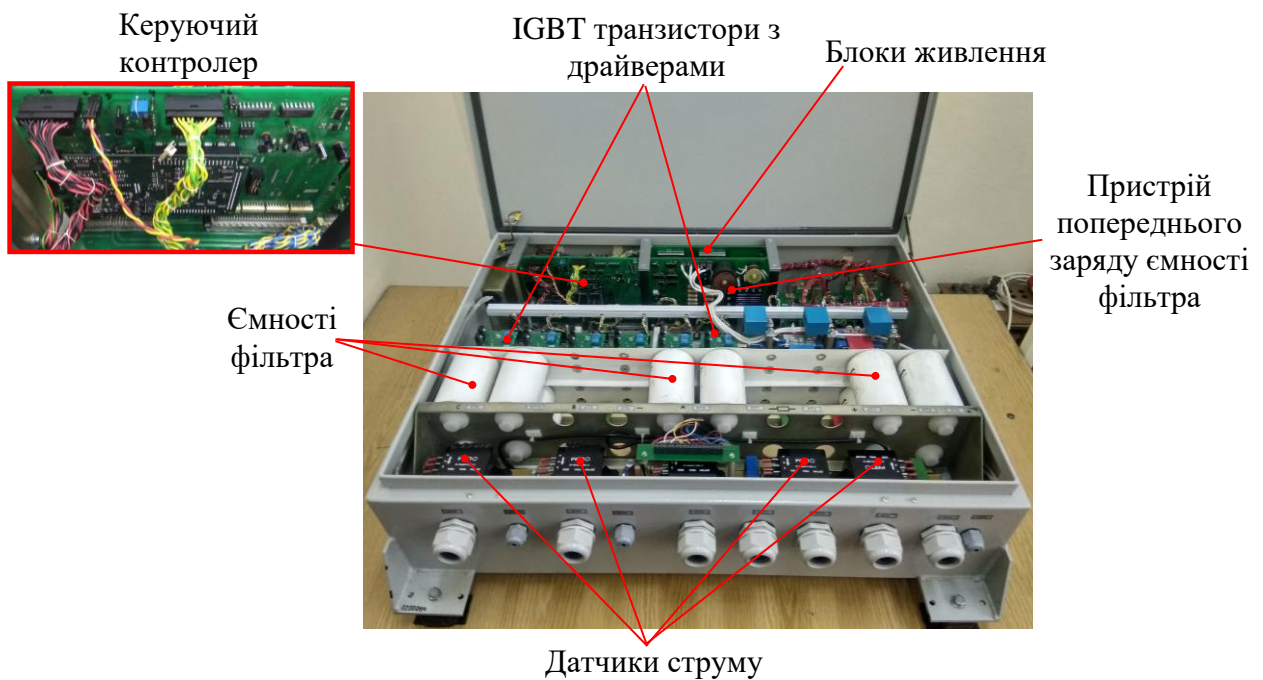 Керуючий
контролер
IGBT транзистори з
драйверами
Блоки живлення
Пристрій
попереднього
заряду ємності
фільтра
Ємності
фільтра
Датчики струму